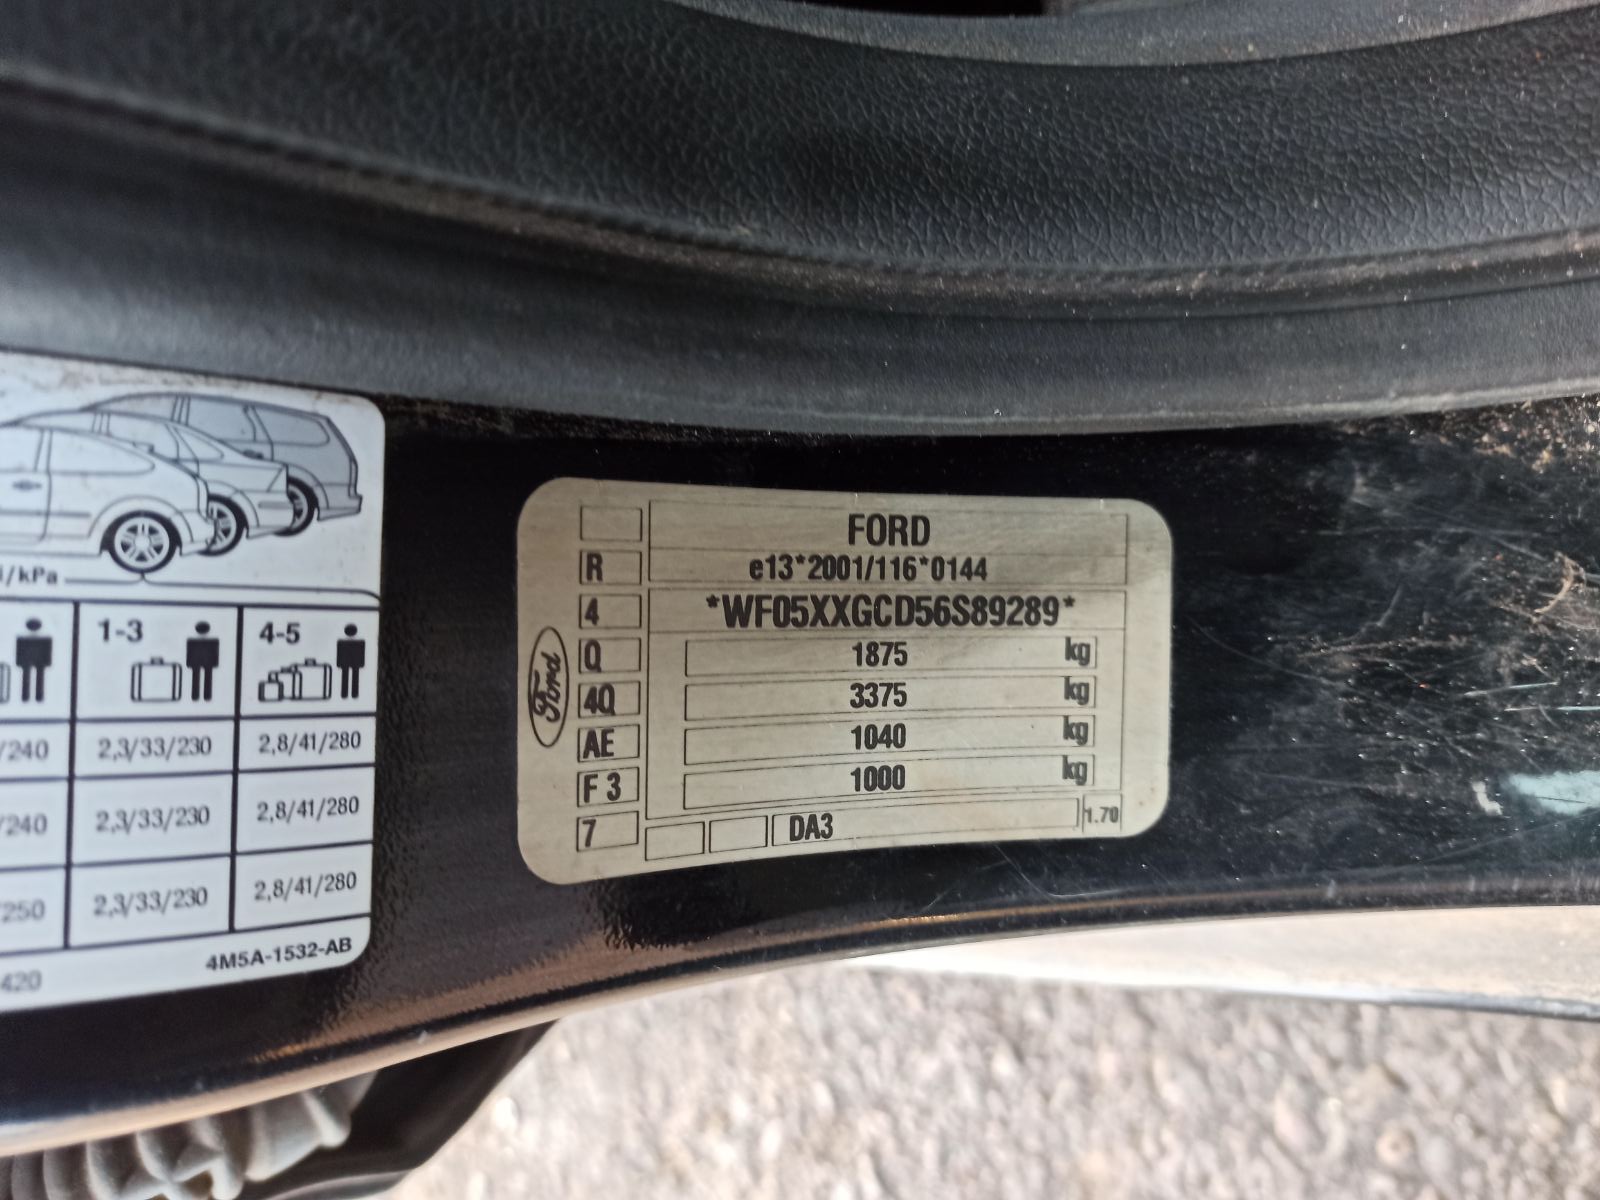 i/kPa
1-3
4-5
/240
2,3/33/230
2,8/41/280
/240
2,3/33/230
2,8/41/280
/250
2,3/33/230
2,8/41/280
4M5A-1532-AB
420
Ford
FORD
R e13*2001/116*0144
4 *WF05XXGCD56S89289*
Q 1875 kg
4Q 3375 kg
AE 1040 kg
F 3 1000 kg
7 DA3 1.70